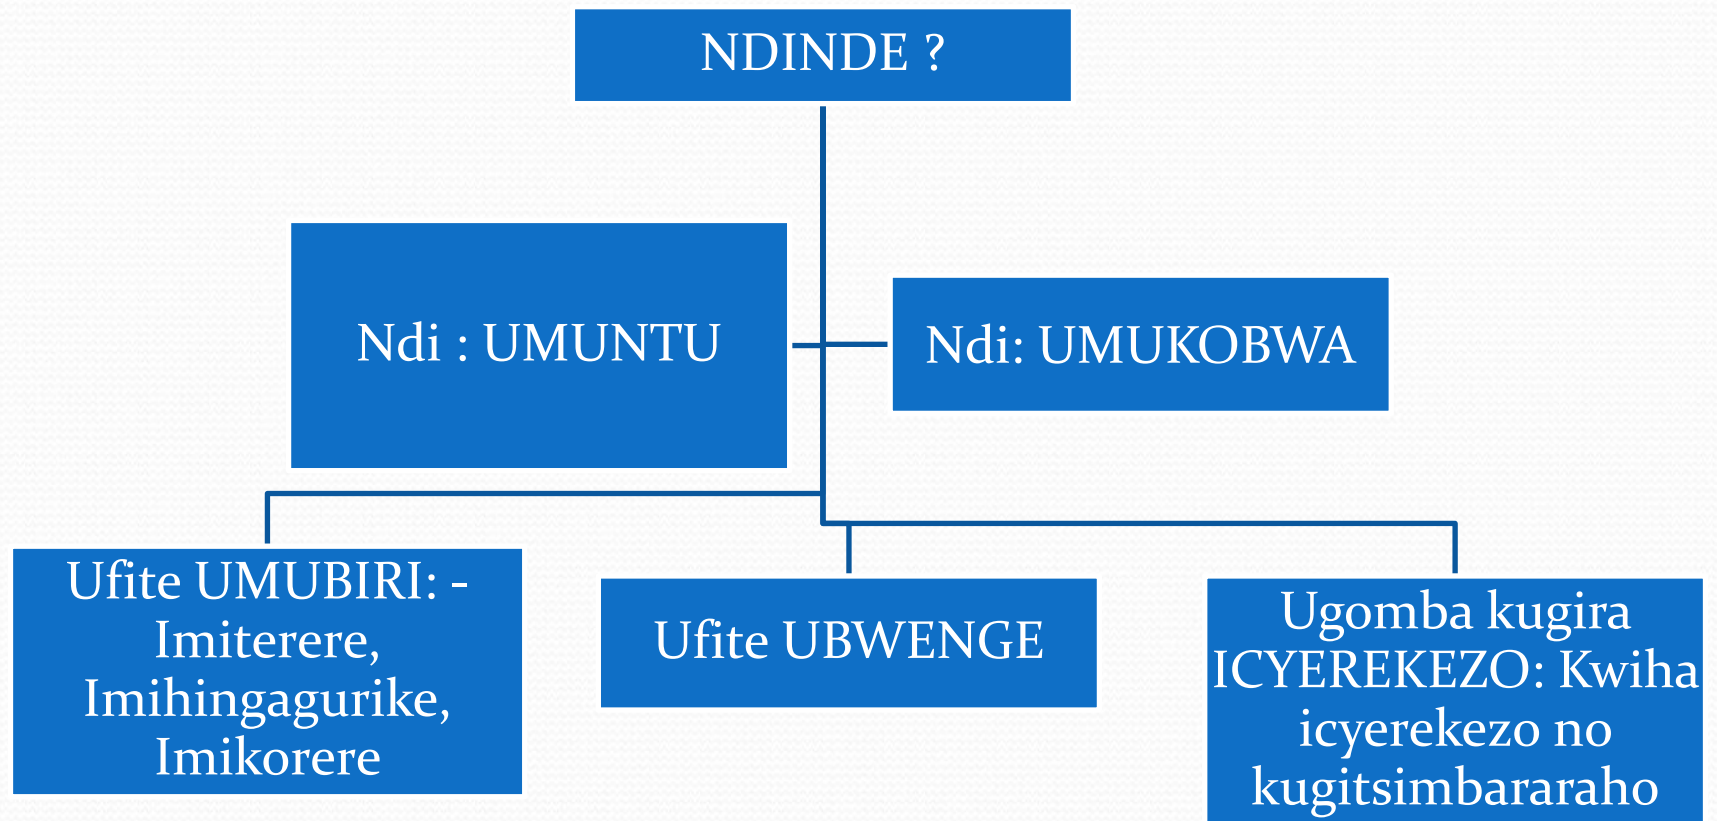 NDINDE ?
Ndi : UMUNTU
Ndi: UMUKOBWA
Ufite UMUBIRI: -
Imiterere,
Imihingagurike,
Imikorere
Ufite UBWENGE
Ugomba kugira
ICYEREKEZO: Kwiha
icyerekezo no
kugitsimbararaho